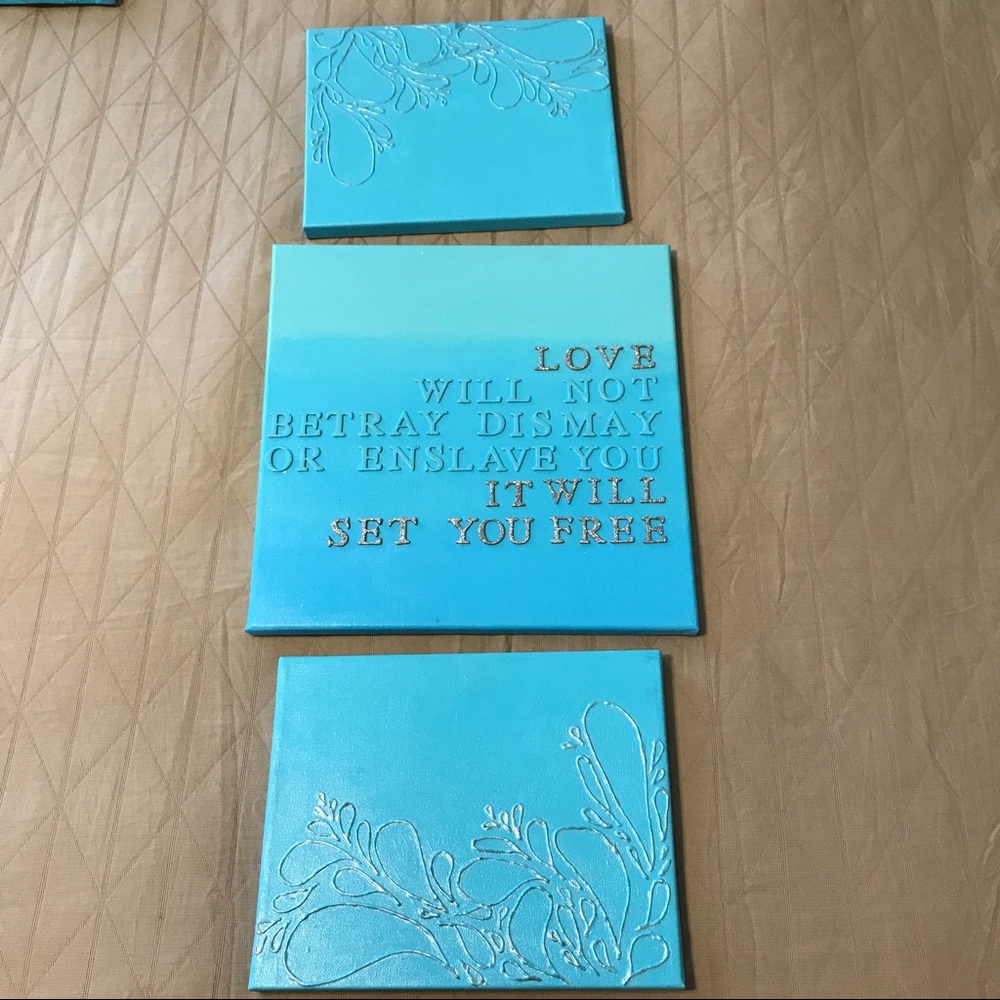 LOVE
WILL NOT
BETRAY DISMAY
OR ENSLAVE YOU
IT WILL
SET YOU FREE